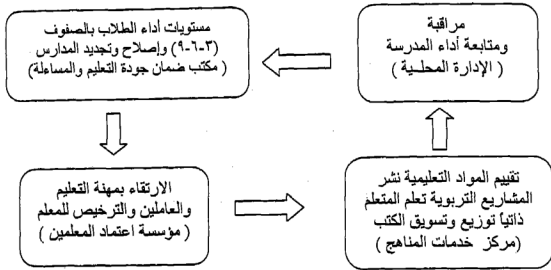 مراقبة
ومتابعة أداء المدرسة
( الإدارة المحلـــية )
مستويات أداء الطلاب بالصفوف
(٣-٦-٩) وإصلاح وتجديد المدارس
( مكتب ضمان جودة التعليم والمساءلة)
الارتقاء بمهنة التعليم
والعاملين والترخيص للمعلم
( مؤسسة اعتماد المعلمين )
تقييم المواد التعليمية نشر
المشاريع التربوية تعلم المتعلم
ذاتياً توزيع وتسويق الكتب
(مركز خدمات المناهج )